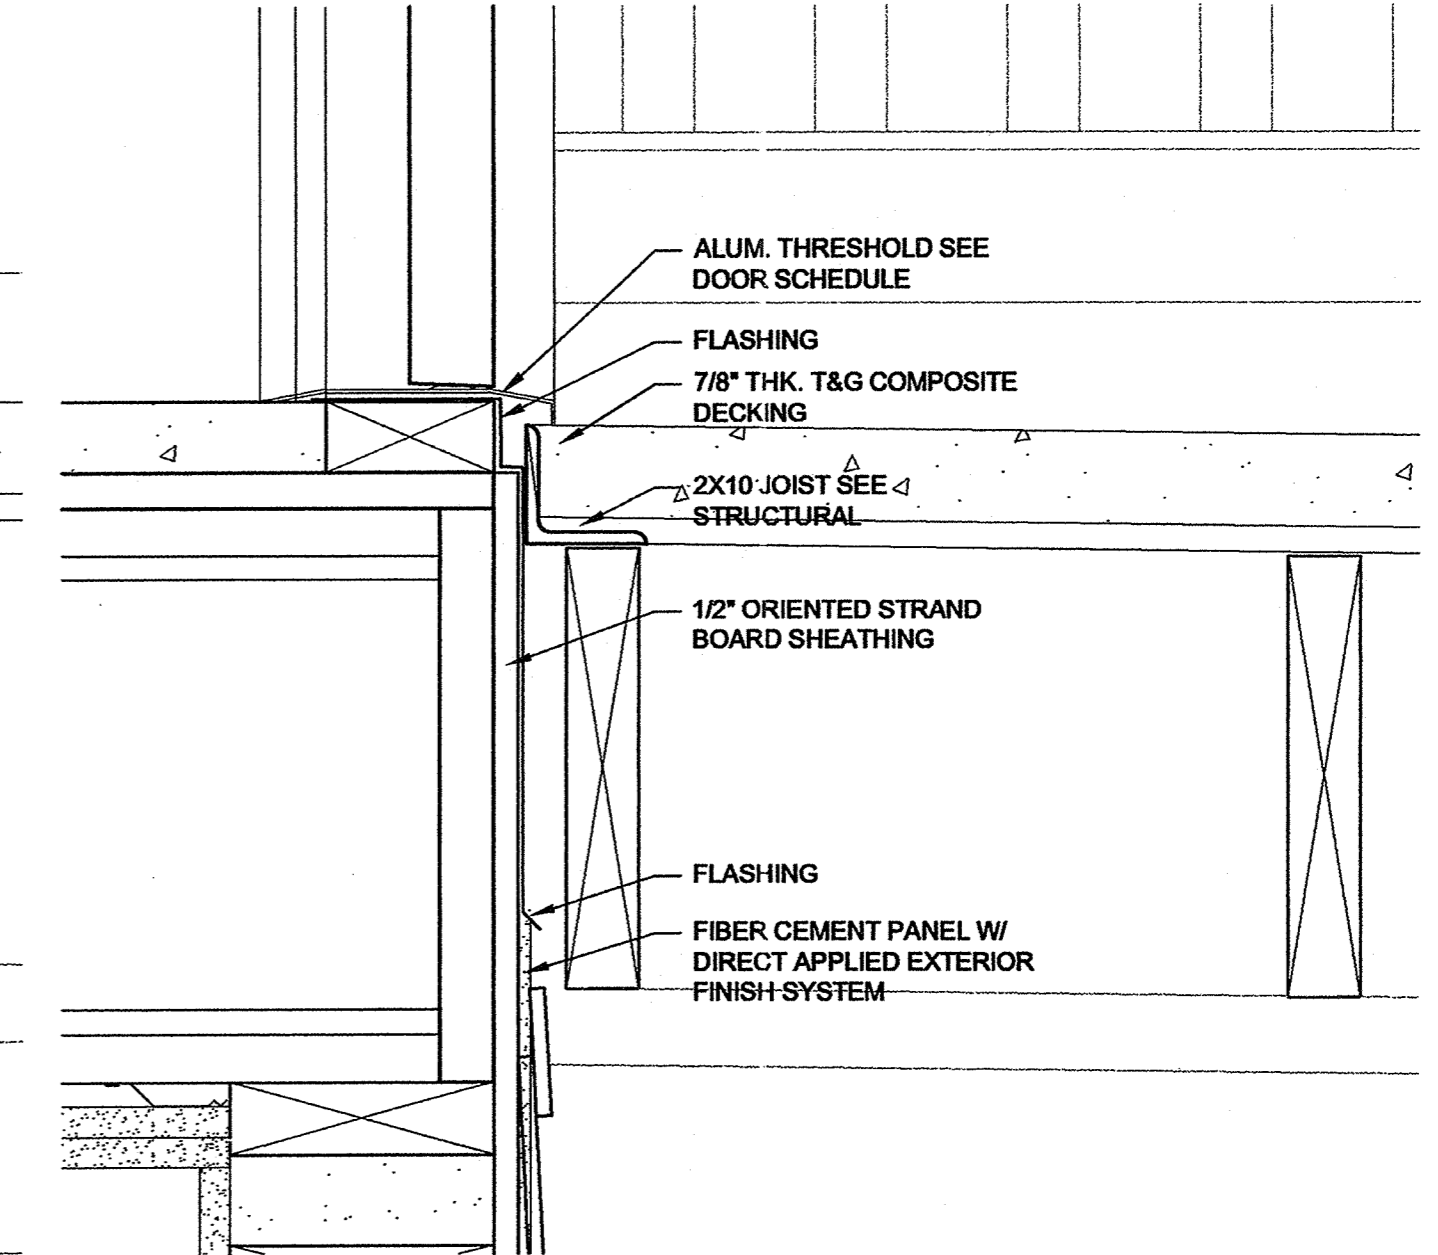 ALUM. THRESHOLD SEE
DOOR SCHEDULE
FLASHING
7/8" THK. T&G COMPOSITE
DECKING
2X10 JOIST SEE
STRUCTURAL
1/2" ORIENTED STRAND
BOARD SHEATHING
FLASHING
FIBER CEMENT PANEL W/
DIRECT APPLIED EXTERIOR
FINISH SYSTEM